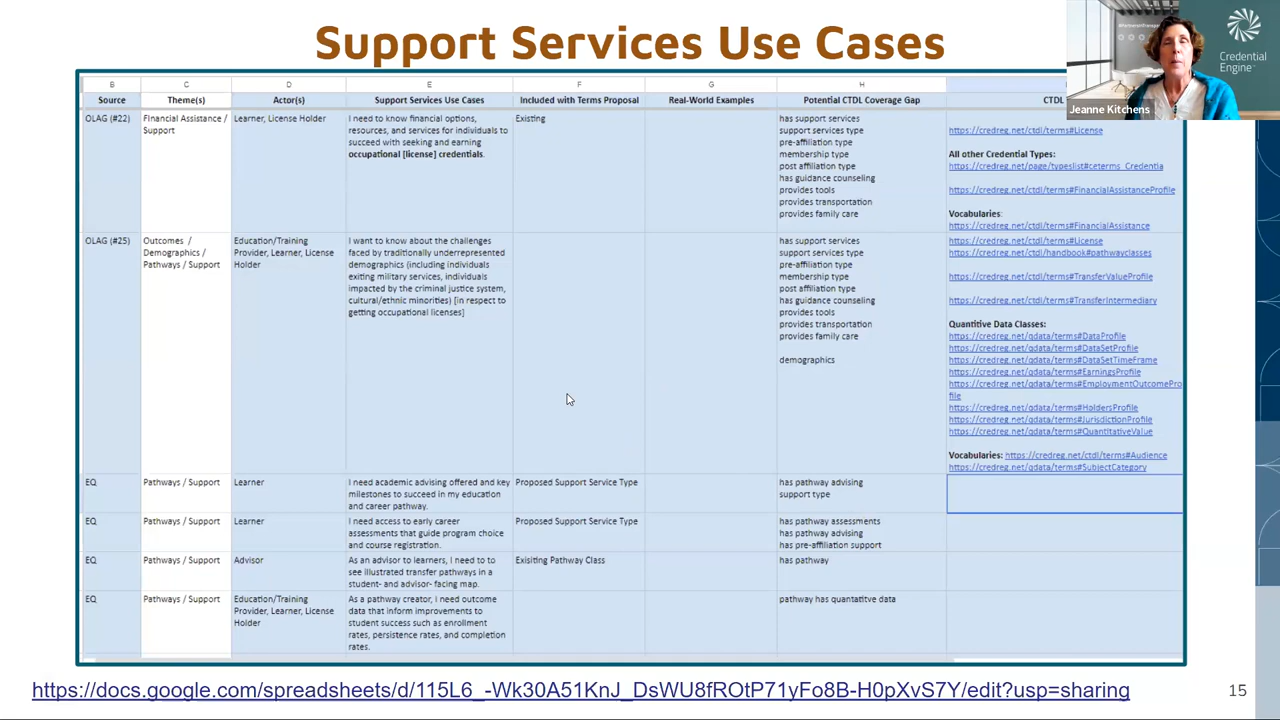 Support Services Use Cases
Credential
Engine
Jeanne Kitchens
B C D E F G H
Source Theme(s) Actor(s) Support Services Use Cases Included with Terms Proposal Real-World Examples Potential CTDL Coverage Gap CTDL
OLAG (#22)
Financial Assistance /
Support
Learner, License Holder
I need to know financial options,
resources, and services for individuals to
succeed with seeking and earning
occupational [license] credentials.
Existing
has support services
support services type
pre-affiliation type
membership type
post affiliation type
has guidance counseling
provides tools
provides transportation
provides family care
https://credreg.net/ctdl/terms#License
All other Credential Types:
https://credreg.net/page/typeslist#ceterms_Credentia
https://credreg.net/ctdl/terms#FinancialAssistanceProfile
Vocabularies:
https://credreg.net/ctdl/terms#FinancialAssistance
OLAG (#25)
Outcomes /
Demographics /
Pathways / Support
Education/Training
Provider, Learner, License
Holder
I want to know about the challenges
faced by traditionally underrepresented
demographics (including individuals
exiting military services, individuals
impacted by the criminal justice system,
cultural/ethnic minorities) [in respect to
getting occupational licenses]
has support services
support services type
pre-affiliation type
membership type
post affiliation type
has guidance counseling
provides tools
provides transportation
provides family care
demographics
https://credreg.net/ctdl/terms#License
https://credreg.net/ctdl/handbook#pathwayclasses
https://credreg.net/ctdl/terms#TransferValueProfile
https://credreg.net/ctdl/terms#TransferIntermediary
Quantitive Data Classes:
https://credreg.net/qdata/terms#DataProfile
https://credreg.net/qdata/terms#DataSetProfile
https://credreg.net/qdata/terms#DataSetTimeFrame
https://credreg.net/qdata/terms#EarningsProfile
https://credreg.net/qdata/terms#EmploymentOutcomePro
file
https://credreg.net/qdata/terms#HoldersProfile
https://credreg.net/qdata/terms#JurisdictionProfile
https://credreg.net/qdata/terms#QuantitativeValue
Vocabularies: https://credreg.net/ctdl/terms#Audience
https://credreg.net/ctdl/terms#SubjectCategory
EQ
Pathways / Support
Learner
I need academic advising offered and key
milestones to succeed in my education
and career pathway.
Proposed Support Service Type
has pathway advising
support type
EQ
Pathways / Support
Learner
I need access to early career
assessments that guide program choice
and course registration.
Proposed Support Service Type
has pathway assessments
has pathway advising
has pre-affiliation support
EQ
Pathways / Support
Advisor
As an advisor to learners, I need to to
see illustrated transfer pathways in a
student- and advisor- facing map.
Exisiting Pathway Class
has pathway
EQ
Pathways / Support
Education/Training
Provider, Learner, License
Holder
As a pathway creator, I need outcome
data that inform improvements to
student success such as enrollment
rates, persistence rates, and completion
rates.
pathway has quantatitve data
https://docs.google.com/spreadsheets/d/115L6_-Wk30A51KnJ_DsWU8fROtP71yFo8B-H0pXvS7Y/edit?usp=sharing
15